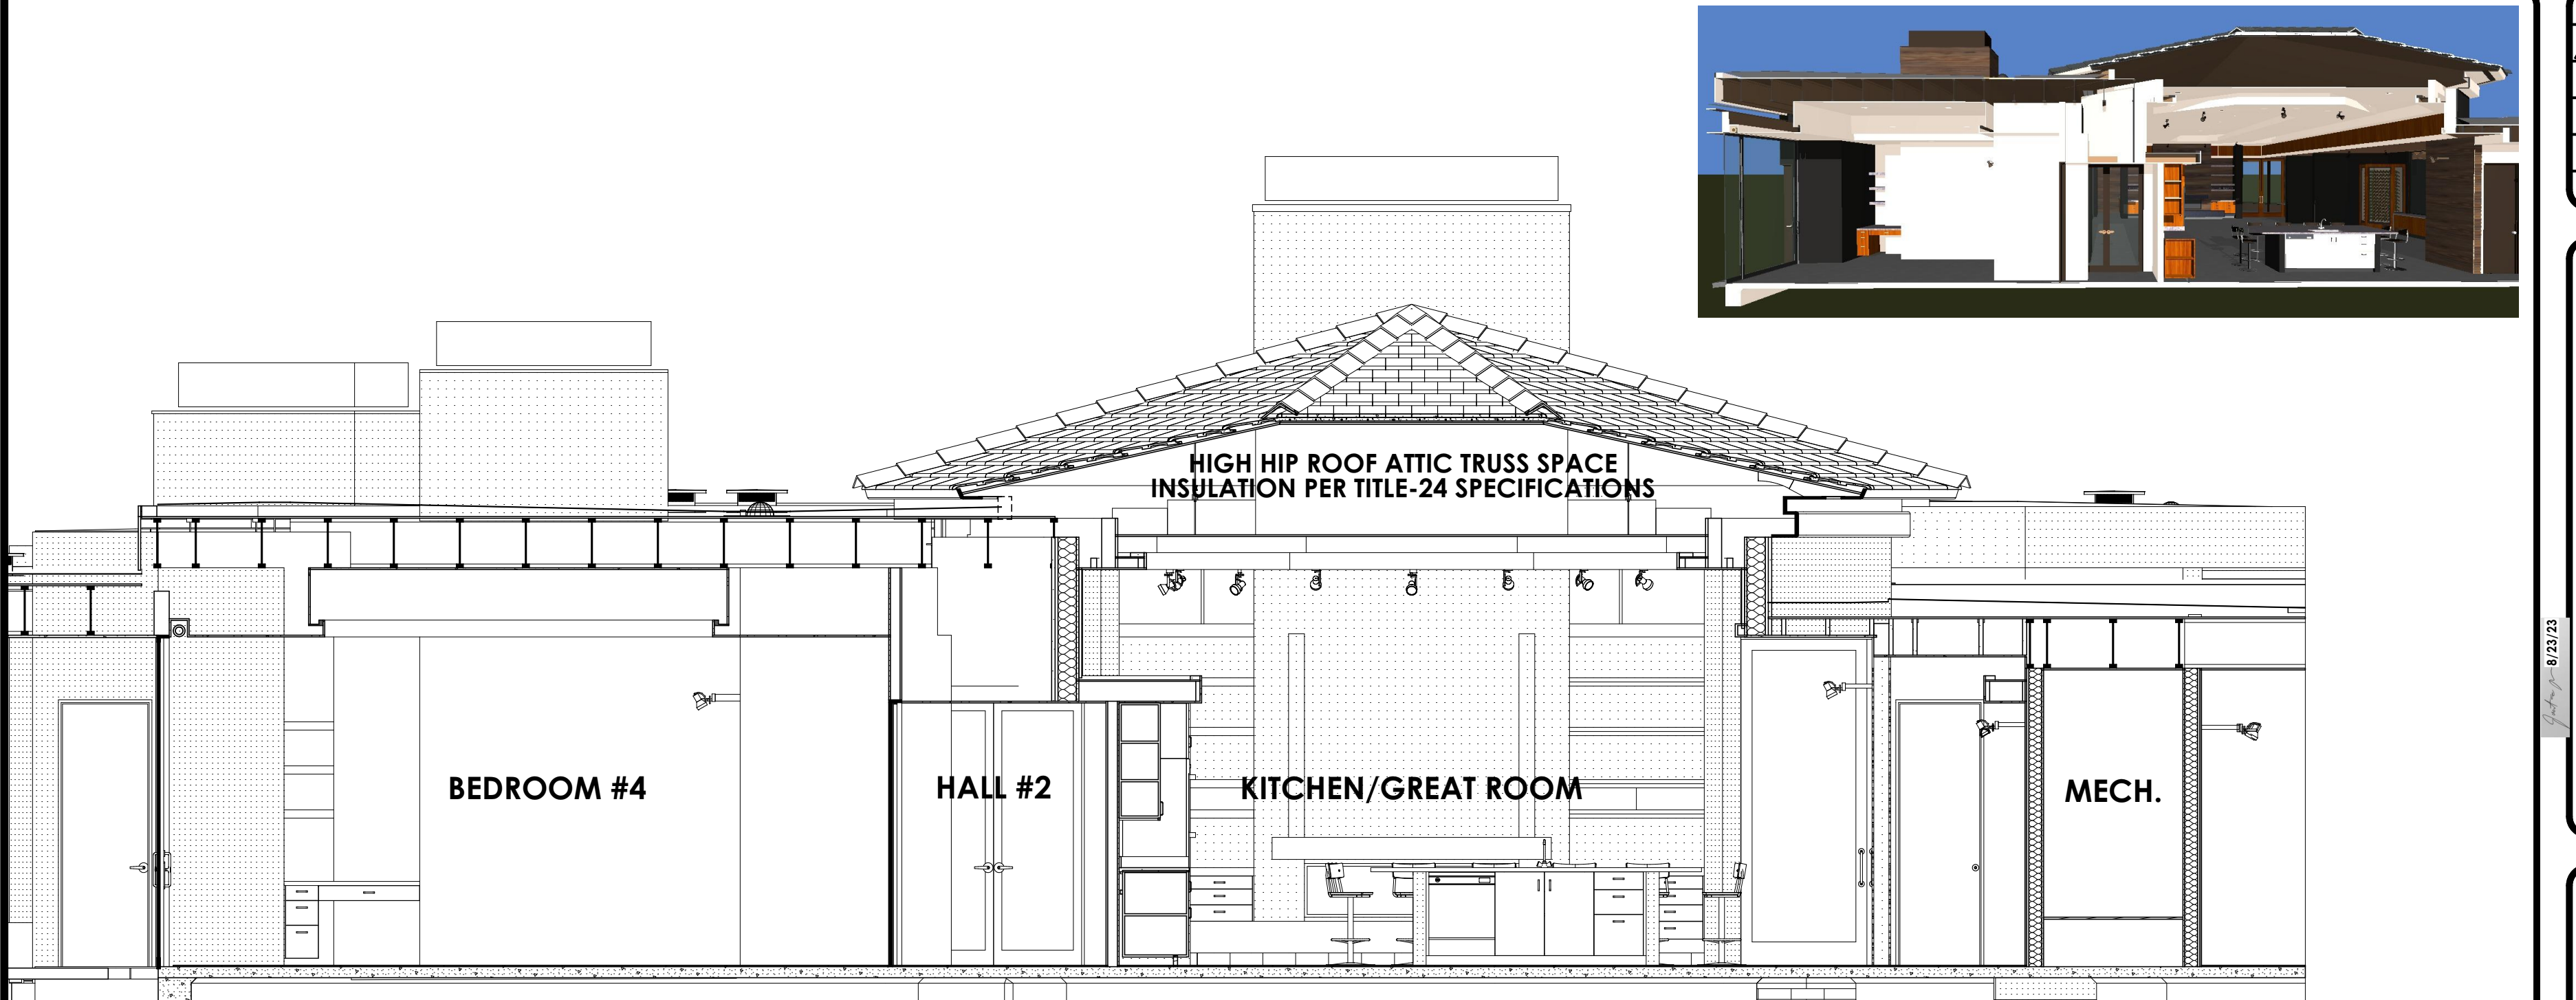 HIGH HIP ROOF ATTIC TRUSS SPACE
INSULATION PER TITLE-24 SPECIFICATIONS
BEDROOM #4
HALL #2
KITCHEN/GREAT ROOM
MECH.
8/23/23